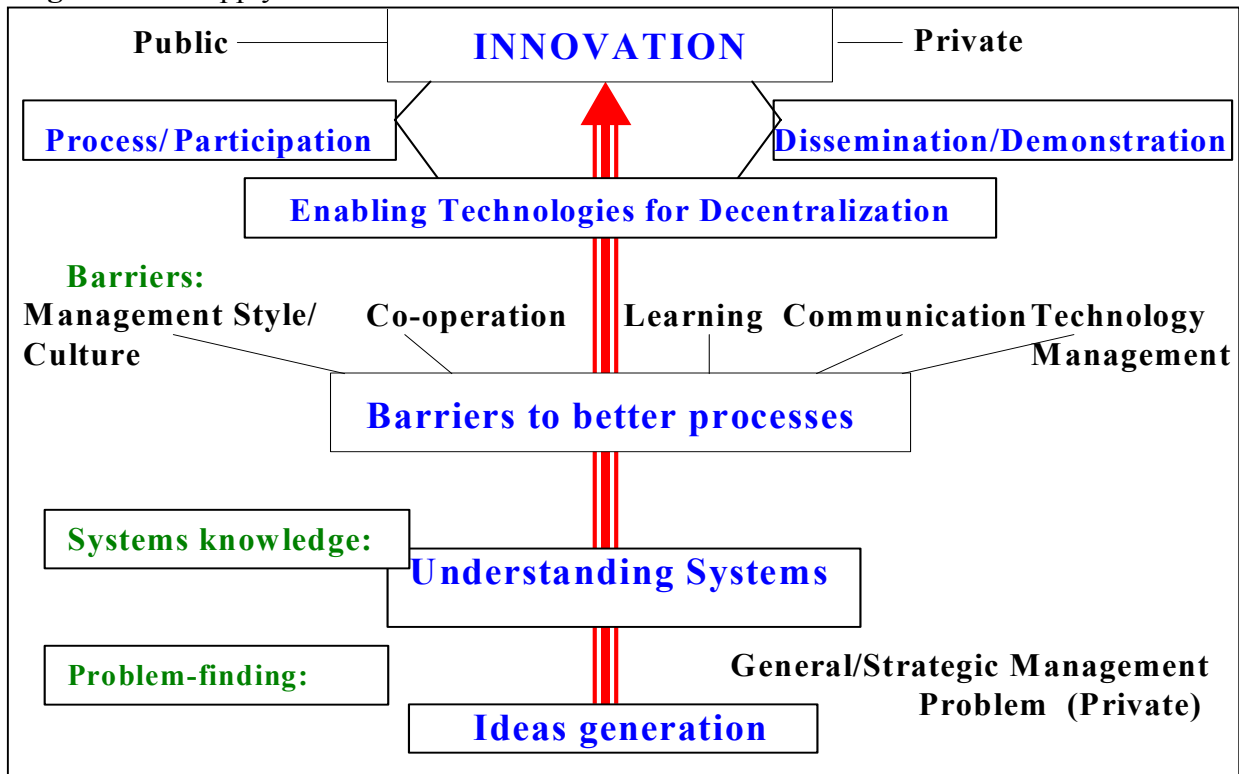 Public
INNOVATION
Private
Process/Participation
Dissemination/Demonstration
Enabling Technologies for Decentralization
Barriers:
Management Style/
Culture
Co-operation
Learning
Communication
Technology
Management
Barriers to better processes
Systems knowledge:
Understanding Systems
Problem-finding:
General/Strategic Management
Problem (Private)
Ideas generation